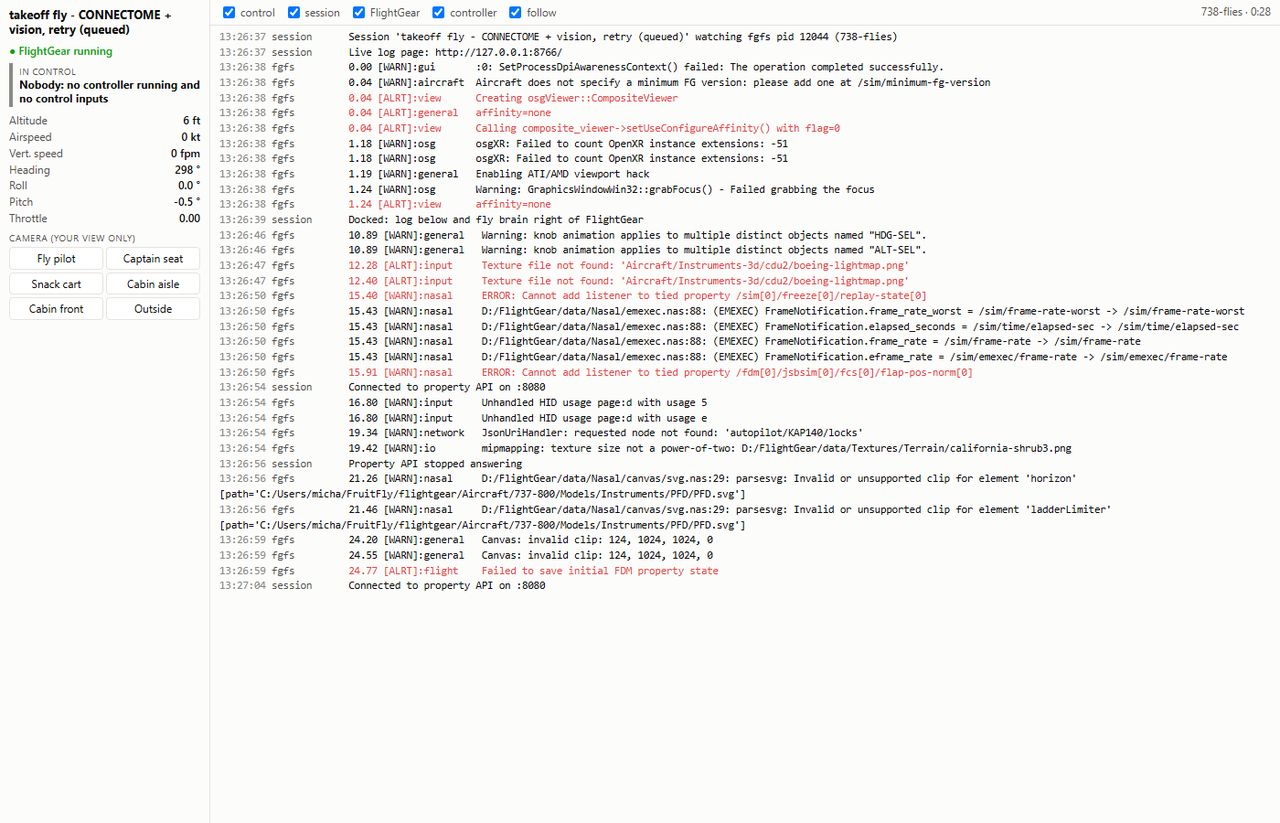 takeoff fly - CONNECTOME +
vision, retry (queued)
● FlightGear running
IN CONTROL
Nobody: no controller running and
no control inputs
Altitude 6 ft
Airspeed 0 kt
Vert. speed 0 fpm
Heading 298 °
Roll 0.0 °
Pitch -0.5 °
Throttle 0.00
CAMERA (YOUR VIEW ONLY)
Fly pilot Captain seat
Snack cart Cabin aisle
Cabin front Outside
control session FlightGear controller follow 738-flies · 0:28
13:26:37 session Session 'takeoff fly - CONNECTOME + vision, retry (queued)' watching fgfs pid 12044 (738-flies)
13:26:37 session Live log page: http://127.0.0.1:8766/
13:26:38 fgfs 0.00 [WARN]:gui :0: SetProcessDpiAwarenessContext() failed: The operation completed successfully.
13:26:38 fgfs 0.04 [WARN]:aircraft Aircraft does not specify a minimum FG version: please add one at /sim/minimum-fg-version
13:26:38 fgfs 0.04 [ALRT]:view Creating osgViewer::CompositeViewer
13:26:38 fgfs 0.04 [ALRT]:general affinity=none
13:26:38 fgfs 0.04 [ALRT]:view Calling composite_viewer->setUseConfigureAffinity() with flag=0
13:26:38 fgfs 1.18 [WARN]:osg osgXR: Failed to count OpenXR instance extensions: -51
13:26:38 fgfs 1.18 [WARN]:osg osgXR: Failed to count OpenXR instance extensions: -51
13:26:38 fgfs 1.19 [WARN]:general Enabling ATI/AMD viewport hack
13:26:38 fgfs 1.24 [WARN]:osg Warning: GraphicsWindowWin32::grabFocus() - Failed grabbing the focus
13:26:38 fgfs 1.24 [ALRT]:view affinity=none
13:26:39 session Docked: log below and fly brain right of FlightGear
13:26:46 fgfs 10.89 [WARN]:general Warning: knob animation applies to multiple distinct objects named "HDG-SEL".
13:26:46 fgfs 10.89 [WARN]:general Warning: knob animation applies to multiple distinct objects named "ALT-SEL".
13:26:47 fgfs 12.28 [ALRT]:input Texture file not found: 'Aircraft/Instruments-3d/cdu2/boeing-lightmap.png'
13:26:47 fgfs 12.40 [ALRT]:input Texture file not found: 'Aircraft/Instruments-3d/cdu2/boeing-lightmap.png'
13:26:50 fgfs 15.40 [WARN]:nasal ERROR: Cannot add listener to tied property /sim[0]/freeze[0]/replay-state[0]
13:26:50 fgfs 15.43 [WARN]:nasal D:/FlightGear/data/Nasal/emexec.nas:88: (EMEXEC) FrameNotification.frame_rate_worst = /sim/frame-rate-worst -> /sim/frame-rate-worst
13:26:50 fgfs 15.43 [WARN]:nasal D:/FlightGear/data/Nasal/emexec.nas:88: (EMEXEC) FrameNotification.elapsed_seconds = /sim/time/elapsed-sec -> /sim/time/elapsed-sec
13:26:50 fgfs 15.43 [WARN]:nasal D:/FlightGear/data/Nasal/emexec.nas:88: (EMEXEC) FrameNotification.frame_rate = /sim/frame-rate -> /sim/frame-rate
13:26:50 fgfs 15.43 [WARN]:nasal D:/FlightGear/data/Nasal/emexec.nas:88: (EMEXEC) FrameNotification.eframe_rate = /sim/emexec/frame-rate -> /sim/emexec/frame-rate
13:26:50 fgfs 15.91 [WARN]:nasal ERROR: Cannot add listener to tied property /fdm[0]/jsbsim[0]/fcs[0]/flap-pos-norm[0]
13:26:54 session Connected to property API on :8080
13:26:54 fgfs 16.80 [WARN]:input Unhandled HID usage page:d with usage 5
13:26:54 fgfs 16.80 [WARN]:input Unhandled HID usage page:d with usage e
13:26:54 fgfs 19.34 [WARN]:network JsonUriHandler: requested node not found: 'autopilot/KAP140/locks'
13:26:54 fgfs 19.42 [WARN]:io mipmapping: texture size not a power-of-two: D:/FlightGear/data/Textures/Terrain/california-shrub3.png
13:26:56 session Property API stopped answering
13:26:56 fgfs 21.26 [WARN]:nasal D:/FlightGear/data/Nasal/canvas/svg.nas:29: parsesvg: Invalid or unsupported clip for element 'horizon'
[path='C:/Users/micha/FruitFly/flightgear/Aircraft/737-800/Models/Instruments/PFD/PFD.svg']
13:26:56 fgfs 21.46 [WARN]:nasal D:/FlightGear/data/Nasal/canvas/svg.nas:29: parsesvg: Invalid or unsupported clip for element 'ladderLimiter'
[path='C:/Users/micha/FruitFly/flightgear/Aircraft/737-800/Models/Instruments/PFD/PFD.svg']
13:26:59 fgfs 24.20 [WARN]:general Canvas: invalid clip: 124, 1024, 1024, 0
13:26:59 fgfs 24.55 [WARN]:general Canvas: invalid clip: 124, 1024, 1024, 0
13:26:59 fgfs 24.77 [ALRT]:flight Failed to save initial FDM property state
13:27:04 session Connected to property API on :8080